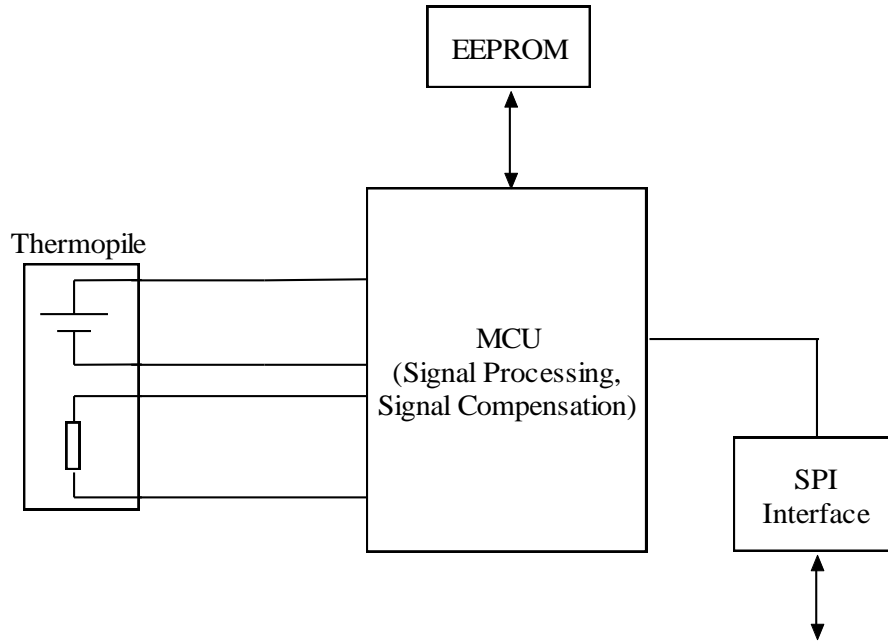 EEPROM
Thermopile
MCU
(Signal Processing,
Signal Compensation)
SPI
Interface